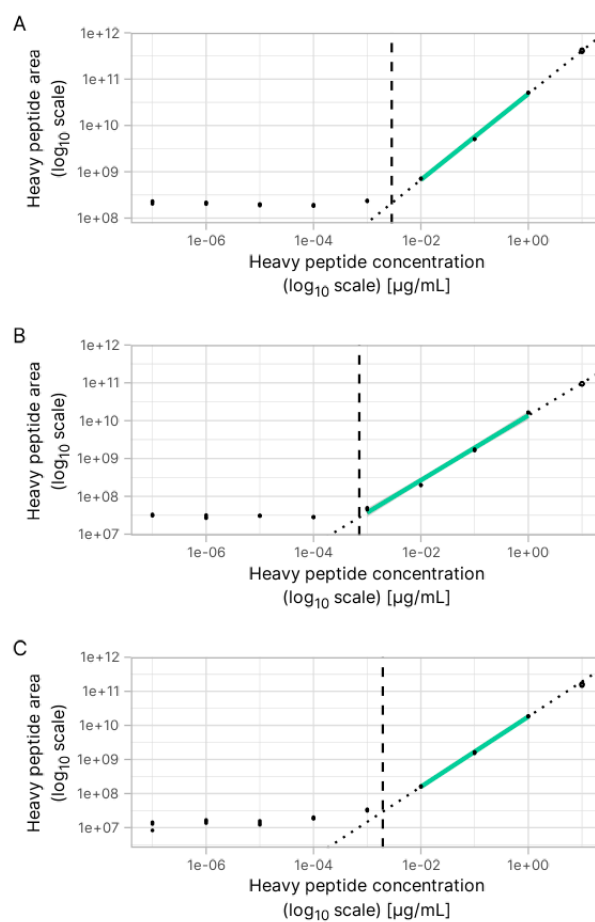 A
1e+12
1e+11
1e+10
1e+09
1e+08
Heavy peptide area
(log10 scale)
1e-06 1e-04 1e-02 1e+00
Heavy peptide concentration
(log10 scale) [µg/mL]
B
1e+12
1e+11
1e+10
1e+09
1e+08
1e+07
Heavy peptide area
(log10 scale)
1e-06 1e-04 1e-02 1e+00
Heavy peptide concentration
(log10 scale) [µg/mL]
C
1e+12
1e+11
1e+10
1e+09
1e+08
1e+07
Heavy peptide area
(log10 scale)
1e-06 1e-04 1e-02 1e+00
Heavy peptide concentration
(log10 scale) [µg/mL]